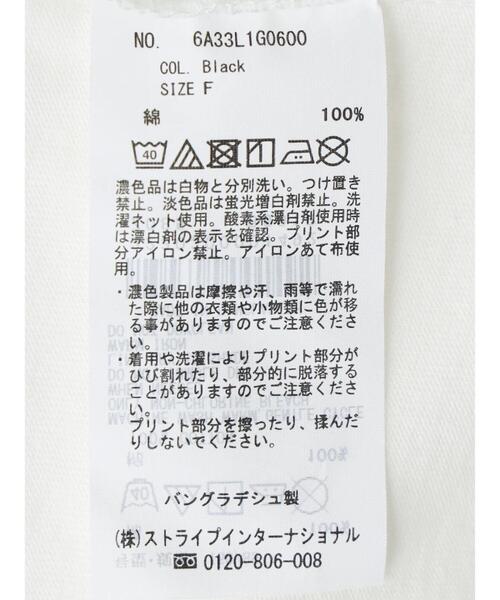 NO. 6A33L1G0600
COL. Black
SIZE F
綿 100%
40
濃色品は白物と分別洗い。つけ置き
禁止。淡色品は蛍光増白剤禁止。洗
濯ネット使用。酸素系漂白剤使用時
は漂白剤の表示を確認。プリント部
分アイロン禁止。アイロンあて布使
用。
・濃色製品は摩擦や汗、雨等で濡れ
た際に他の衣類や小物類に色が移
る事がありますのでご注意くださ
い。
・着用や洗濯によりプリント部分が
ひび割れたり、部分的に脱落する
ことがありますのでご注意くださ
い。
プリント部分を擦ったり、揉んだ
りしないでください。
バングラデシュ製
(株)ストライプインターナショナル
0120-806-008